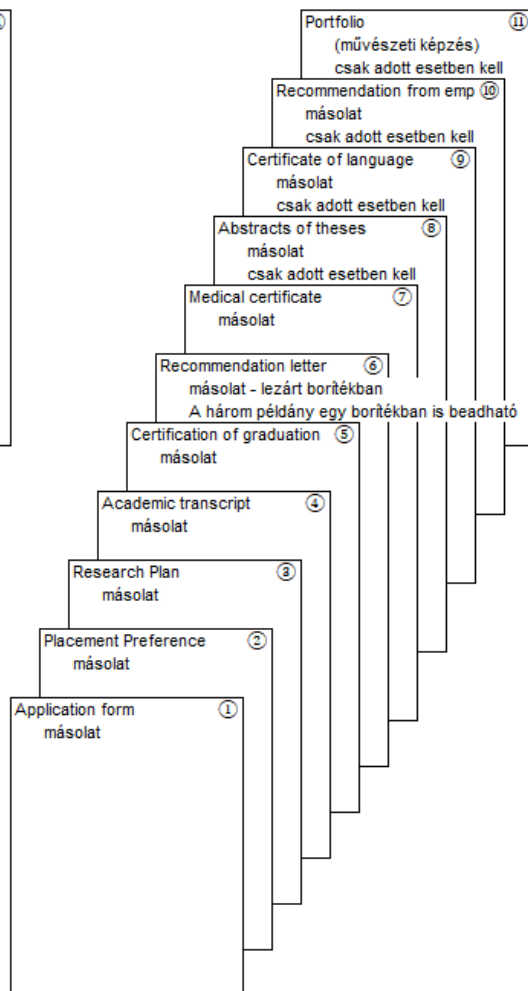 Portfolio ⑪
(művészeti képzés)
csak adott esetben kell
Recommendation from emp ⑩
másolat
csak adott esetben kell
Certificate of language ⑨
másolat
csak adott esetben kell
Abstracts of theses ⑧
másolat
csak adott esetben kell
Medical certificate ⑦
másolat
Recommendation letter ⑥
másolat - lezárt borítékban
A három példány egy borítékban is beadható
Certification of graduation ⑤
másolat
Academic transcript ④
másolat
Research Plan ③
másolat
Placement Preference ②
másolat
Application form ①
másolat